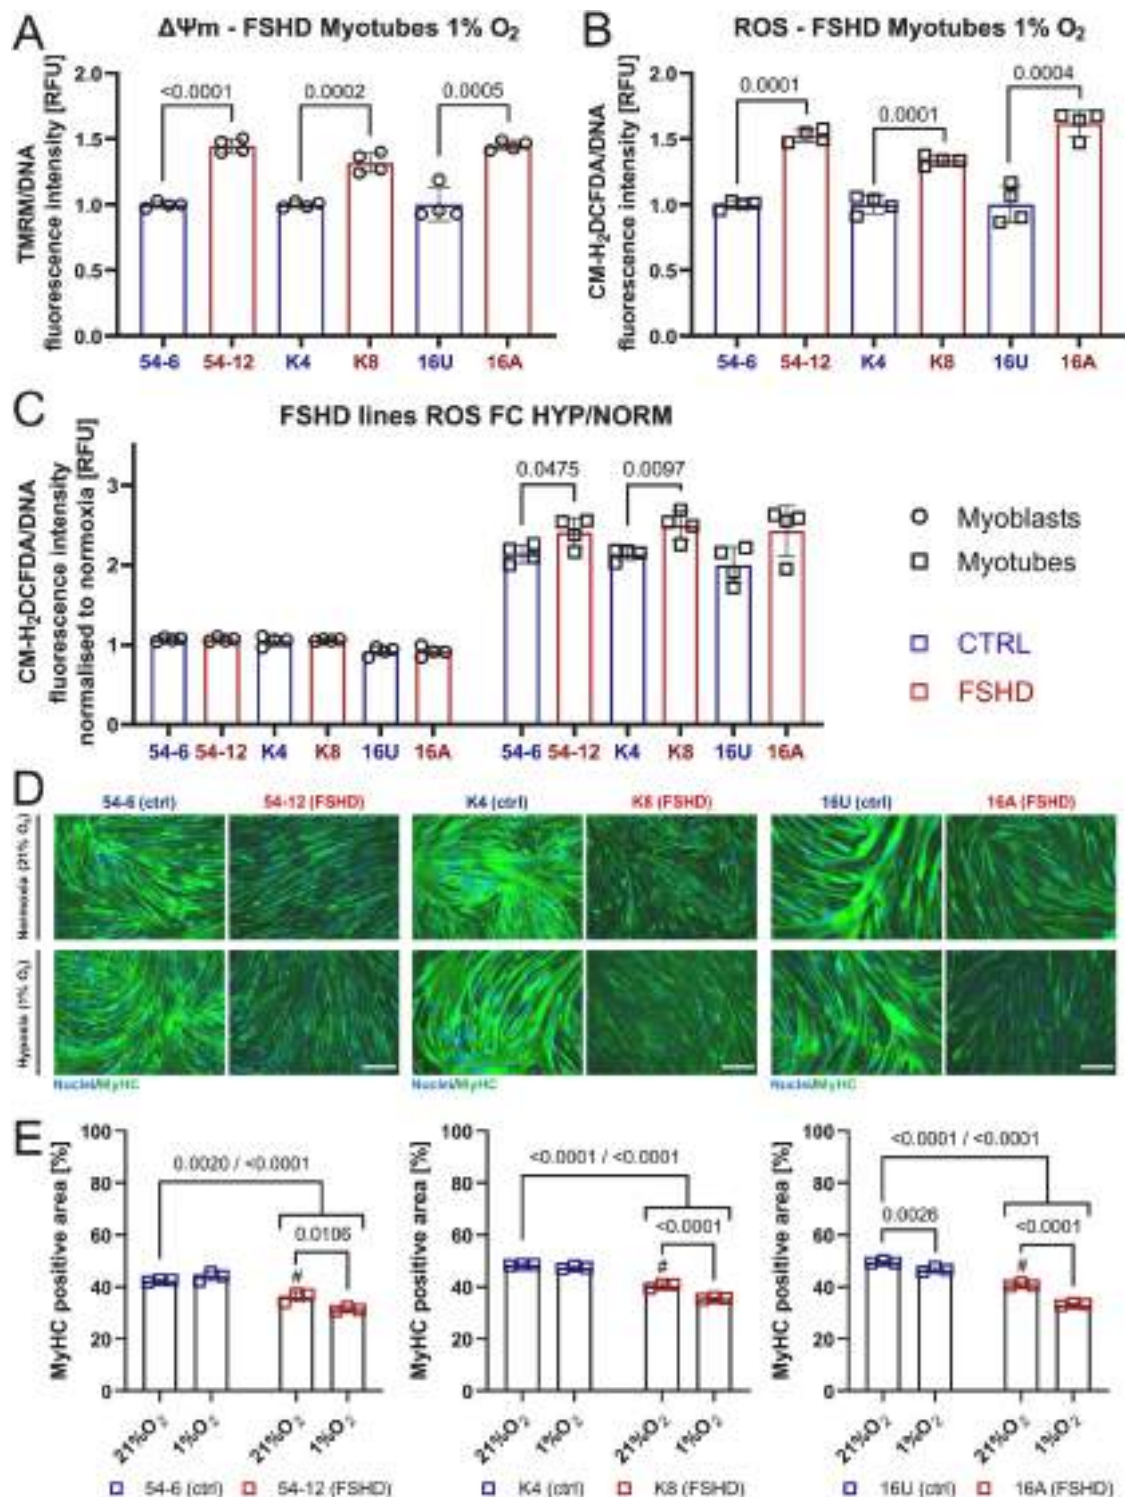 A
ΔΨm - FSHD Myotubes 1% O₂
TMRM/DNA
fluorescence intensity [RFU]
2.0
1.5
1.0
0.5
0.0
<0.0001
0.0002
0.0005
54-6 54-12 K4 K8 16U 16A
B
ROS - FSHD Myotubes 1% O₂
CM-H₂DCFDA/DNA
fluorescence intensity [RFU]
2.0
1.5
1.0
0.5
0.0
0.0001
0.0001
0.0004
54-6 54-12 K4 K8 16U 16A
C
FSHD lines ROS FC HYP/NORM
CM-H₂DCFDA/DNA
fluorescence intensity
normalised to normoxia [RFU]
3
2
1
0
0.0475
0.0097
54-6 54-12 K4 K8 16U 16A 54-6 54-12 K4 K8 16U 16A
Myoblasts
Myotubes
CTRL
FSHD
D
54-6 (ctrl) 54-12 (FSHD) K4 (ctrl) K8 (FSHD) 16U (ctrl) 16A (FSHD)
Normoxia (21% O₂)
Hypoxia (1% O₂)
Nuclei/MyHC Nuclei/MyHC Nuclei/MyHC
E
MyHC positive area [%]
100
80
60
40
20
0
0.0020 / <0.0001
0.0106
#
21%O₂ 1%O₂ 21%O₂ 1%O₂
54-6 (ctrl) 54-12 (FSHD)
MyHC positive area [%]
100
80
60
40
20
0
<0.0001 / <0.0001
<0.0001
#
21%O₂ 1%O₂ 21%O₂ 1%O₂
K4 (ctrl) K8 (FSHD)
MyHC positive area [%]
100
80
60
40
20
0
<0.0001 / <0.0001
0.0026
<0.0001
#
21%O₂ 1%O₂ 21%O₂ 1%O₂
16U (ctrl) 16A (FSHD)